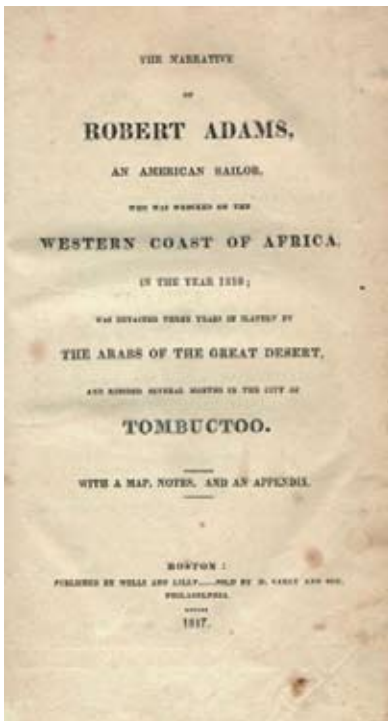 THE NARRATIVE
OF
ROBERT ADAMS,
AN AMERICAN SAILOR,
WHO WAS WRECKED ON THE
WESTERN COAST OF AFRICA,
IN THE YEAR 1810;
WAS DETAINED THREE YEARS IN SLAVERY BY
THE ARABS OF THE GREAT DESERT,
AND RESIDED SEVERAL MONTHS IN THE CITY OF
TOMBUCTOO.
WITH A MAP, NOTES, AND AN APPENDIX.
BOSTON:
PUBLISHED BY WELLS AND LILLY.....SOLD BY M. CAREY AND SON,
PHILADELPHIA.
1817.